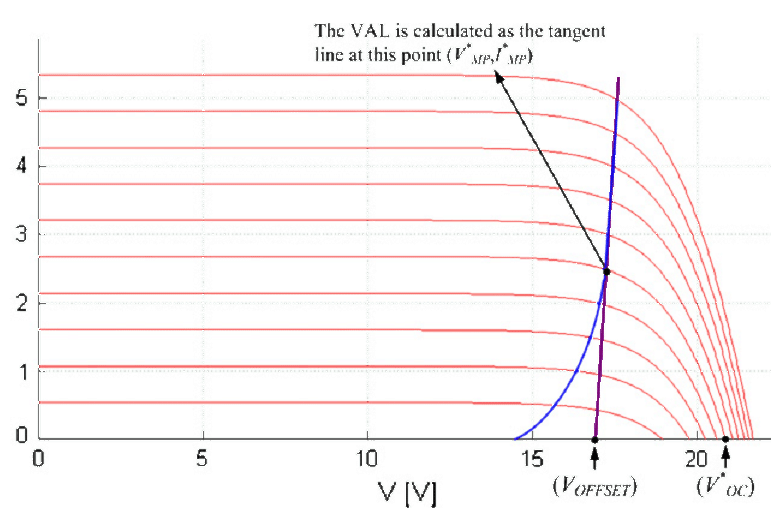 The VAL is calculated as the tangent
line at this point (V*MP,I*MP)
5
4
3
2
1
0
0 5 10 15 20
V [V]
(VOFFSET) (V*OC)